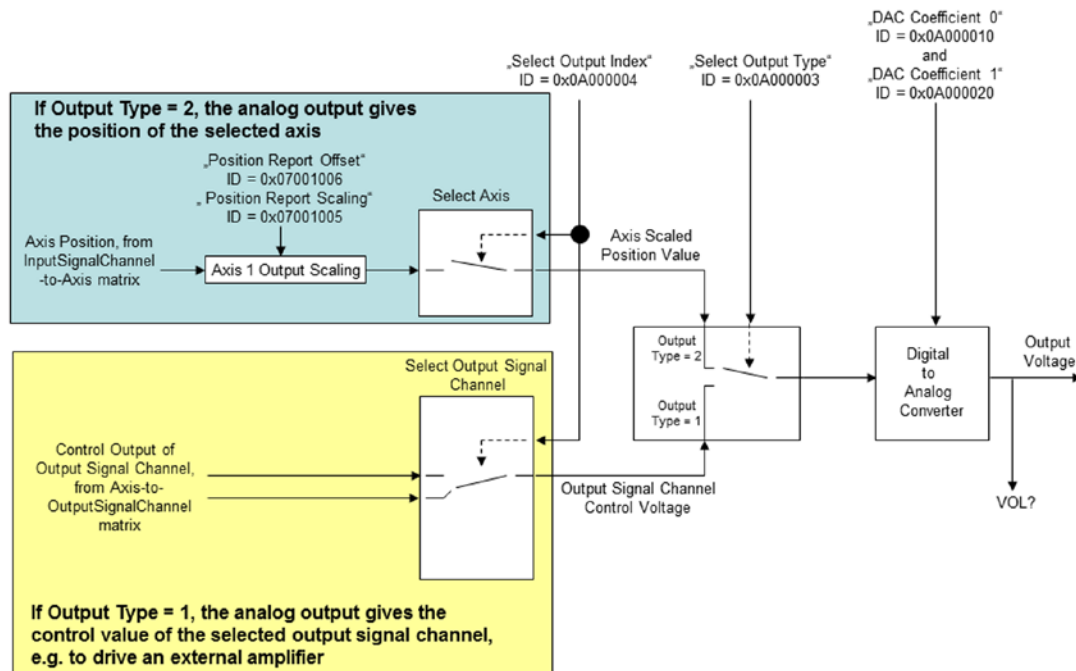 „DAC Coefficient 0“
ID = 0x0A000010
and
„DAC Coefficient 1“
ID = 0x0A000020
„Select Output Index“
ID = 0x0A000004
„Select Output Type“
ID = 0x0A000003
If Output Type = 2, the analog output gives
the position of the selected axis
„Position Report Offset“
ID = 0x07001006
„ Position Report Scaling“
ID = 0x07001005
Select Axis
Axis Position, from
InputSignalChannel
-to-Axis matrix
Axis 1 Output Scaling
Axis Scaled
Position Value
Output
Type = 2
Output
Type = 1
Digital
to
Analog
Converter
Output
Voltage
VOL?
Select Output Signal
Channel
Control Output of
Output Signal Channel,
from Axis-to-
OutputSignalChannel
matrix
Output Signal Channel
Control Voltage
If Output Type = 1, the analog output gives the
control value of the selected output signal channel,
e.g. to drive an external amplifier